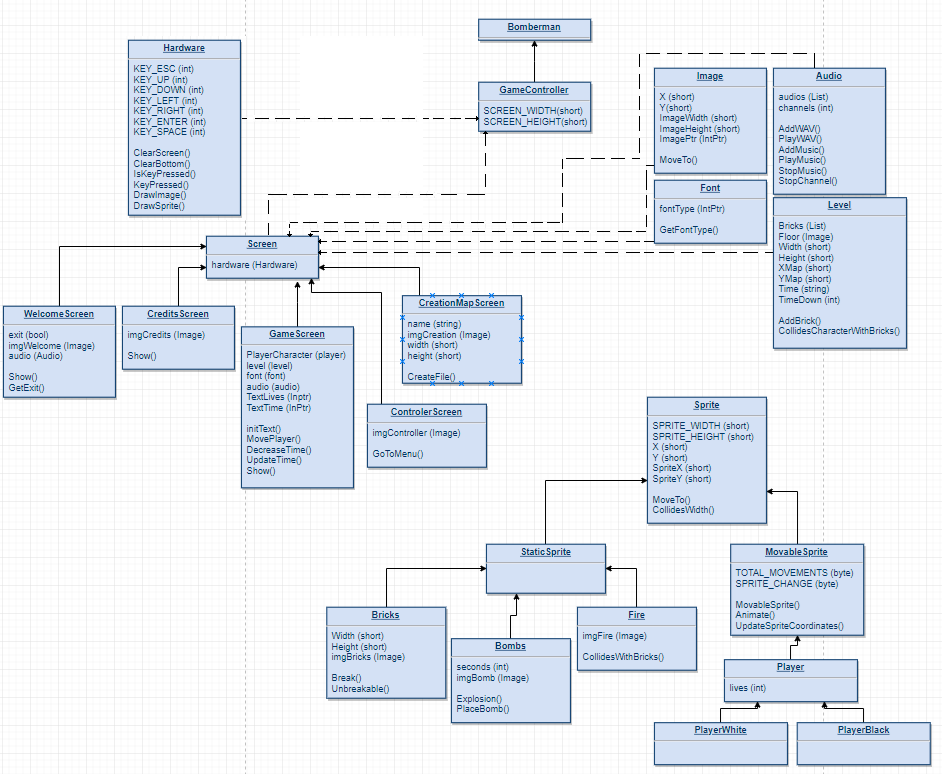 Bomberman
Hardware
KEY_ESC (int)
KEY_UP (int)
KEY_DOWN (int)
KEY_LEFT (int)
KEY_RIGHT (int)
KEY_ENTER (int)
KEY_SPACE (int)
ClearScreen()
ClearBottom()
IsKeyPressed()
KeyPressed()
DrawImage()
DrawSprite()
GameController
SCREEN_WIDTH(short)
SCREEN_HEIGHT(short)
Image
X (short)
Y(short)
ImageWidth (short)
ImageHeight (short)
ImagePtr (IntPtr)
MoveTo()
Audio
audios (List)
channels (int)
AddWAV()
PlayWAV()
AddMusic()
PlayMusic()
StopMusic()
StopChannel()
Font
fontType (IntPtr)
GetFontType()
Level
Bricks (List)
Floor (Image)
Width (short)
Height (short)
XMap (short)
YMap (short)
Time (string)
TimeDown (int)
AddBrick()
CollidesCharacterWithBricks()
Screen
hardware (Hardware)
WelcomeScreen
exit (bool)
imgWelcome (Image)
audio (Audio)
Show()
GetExit()
CreditsScreen
imgCredits (Image)
Show()
GameScreen
PlayerCharacter (player)
level (level)
font (font)
audio (audio)
TextLives (Inptr)
TextTime (InPtr)
initText()
MovePlayer()
DecreaseTime()
UpdateTime()
Show()
CreationMapScreen
name (string)
imgCreation (Image)
width (short)
height (short)
CreateFile()
ControlerScreen
imgController (Image)
GoToMenu()
Sprite
SPRITE_WIDTH (short)
SPRITE_HEIGHT (short)
X (short)
Y (short)
SpriteX (short)
SpriteY (short)
MoveTo()
CollidesWidth()
StaticSprite
MovableSprite
TOTAL_MOVEMENTS (byte)
SPRITE_CHANGE (byte)
MovableSprite()
Animate()
UpdateSpriteCoordinates()
Bricks
Width (short)
Height (short)
imgBricks (Image)
Break()
Unbreakable()
Bombs
seconds (int)
imgBomb (Image)
Explosion()
PlaceBomb()
Fire
imgFire (Image)
CollidesWithBricks()
Player
lives (int)
PlayerWhite
PlayerBlack